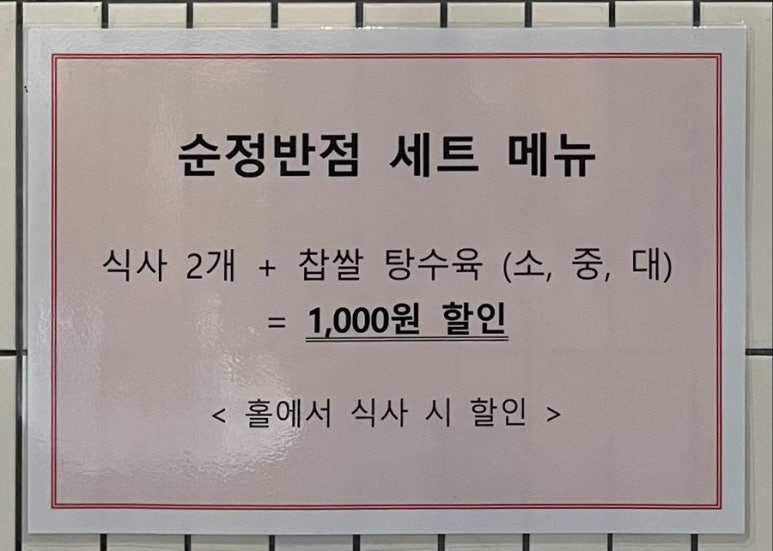 순정반점 세트 메뉴
식사 2개 + 찹쌀 탕수육 (소, 중, 대)
= 1,000원 할인
< 홀에서 식사 시 할인 >